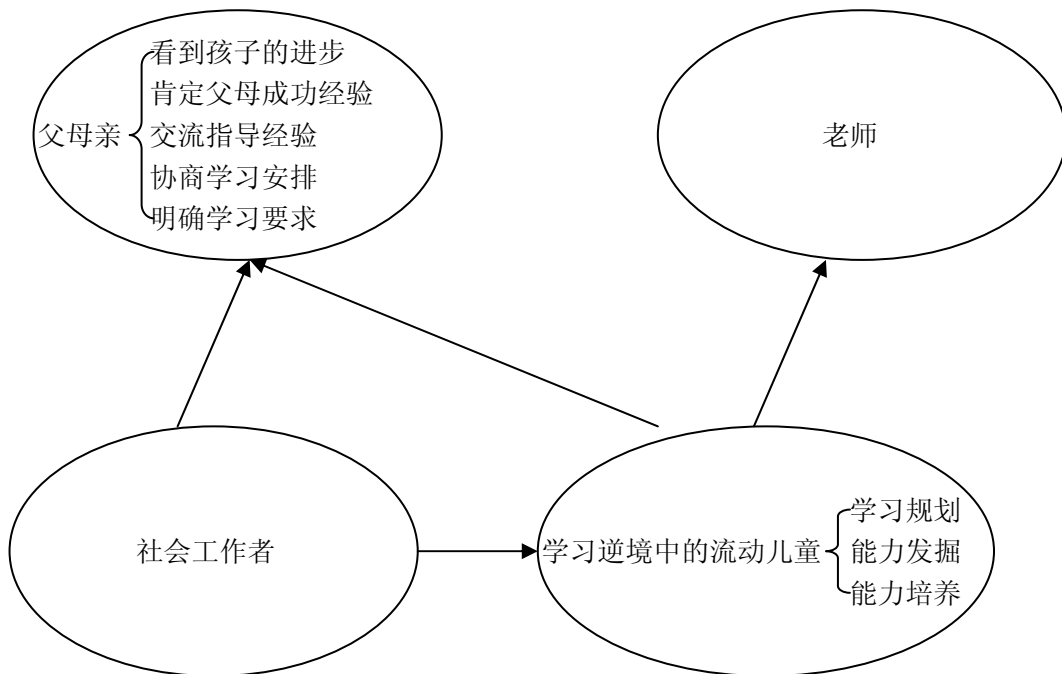 看到孩子的进步
肯定父母成功经验
父母亲
交流指导经验
协商学习安排
明确学习要求
老师
社会工作者
学习逆境中的流动儿童
学习规划
能力发掘
能力培养